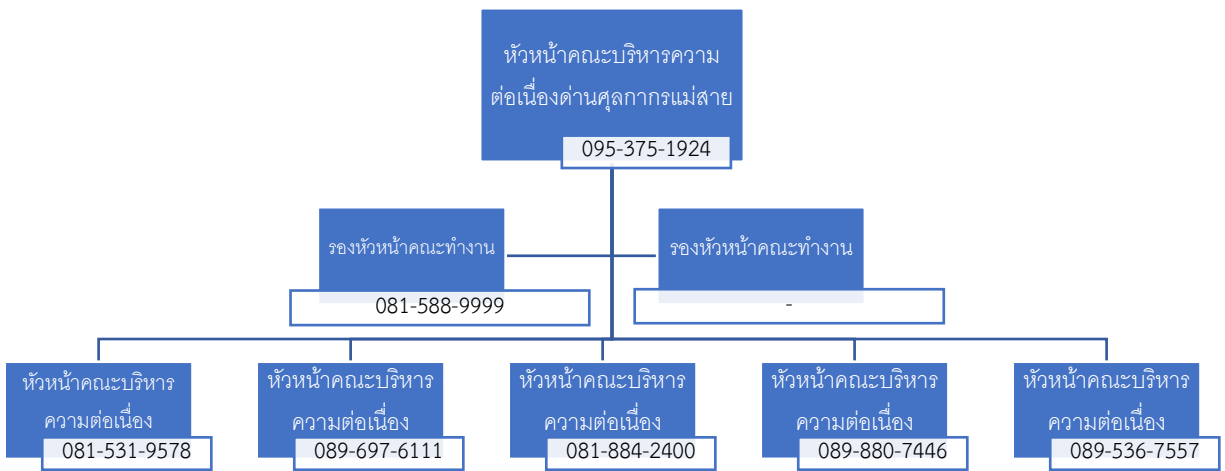 หัวหน้าคณะบริหารความ
ต่อเนื่องด่านศุลกากรแม่สาย
095-375-1924
รองหัวหน้าคณะทำงาน
081-588-9999
รองหัวหน้าคณะทำงาน
-
หัวหน้าคณะบริหาร
ความต่อเนื่อง
081-531-9578
หัวหน้าคณะบริหาร
ความต่อเนื่อง
089-697-6111
หัวหน้าคณะบริหาร
ความต่อเนื่อง
081-884-2400
หัวหน้าคณะบริหาร
ความต่อเนื่อง
089-880-7446
หัวหน้าคณะบริหาร
ความต่อเนื่อง
089-536-7557